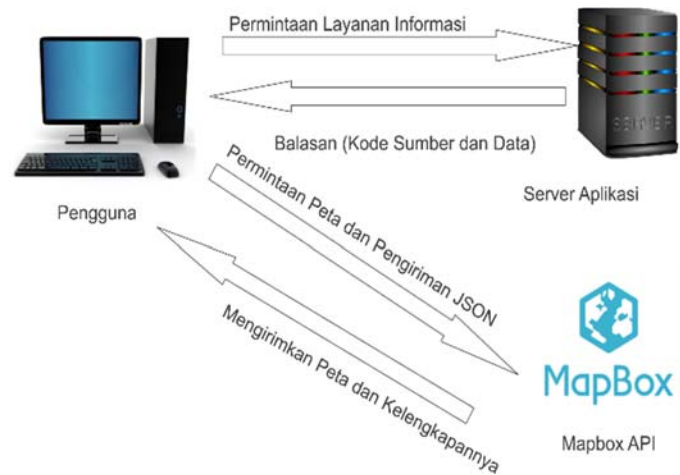 Permintaan Layanan Informasi
SERVER
Balasan (Kode Sumber dan Data)
Server Aplikasi
Pengguna
Permintaan Peta dan Pengiriman JSON
Mengirimkan Peta dan Kelengkapannya
MapBox
Mapbox API